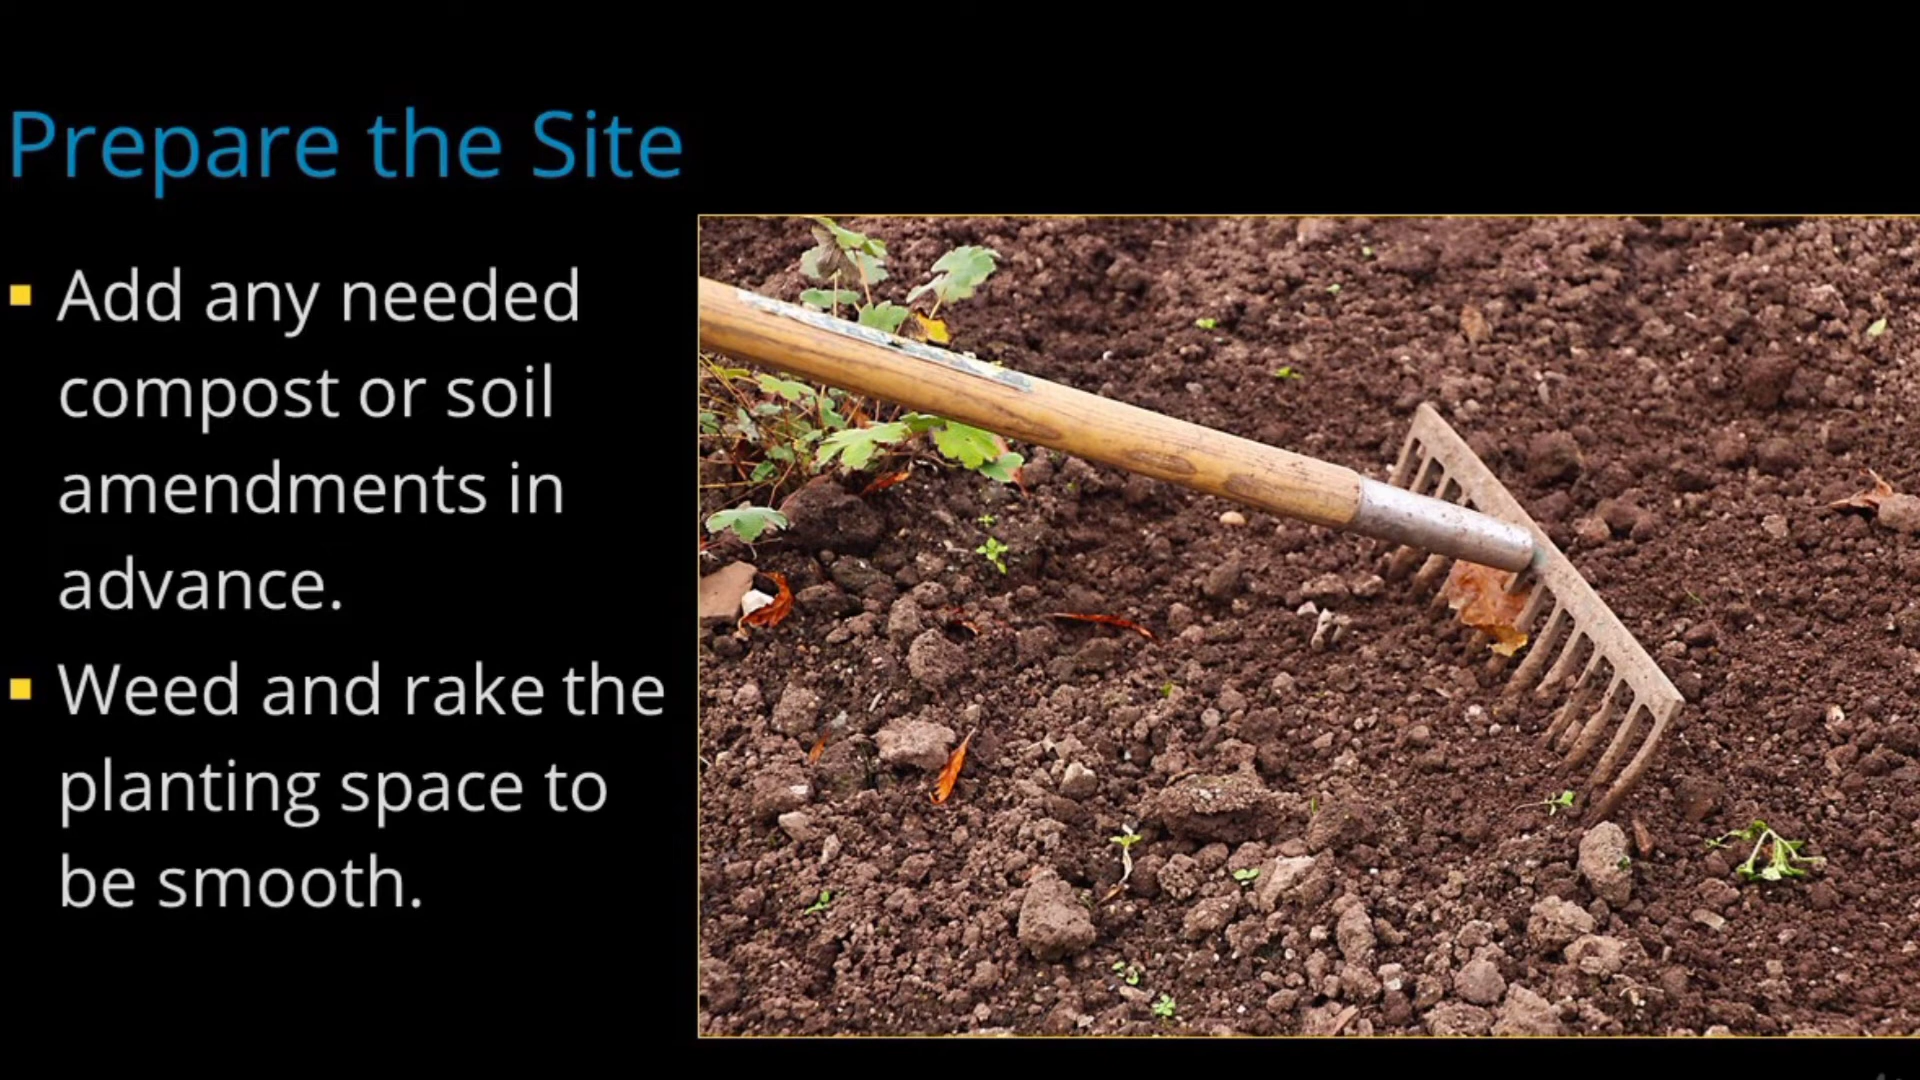 Prepare the Site
Add any needed
compost or soil
amendments in
advance.
Weed and rake the
planting space to
be smooth.